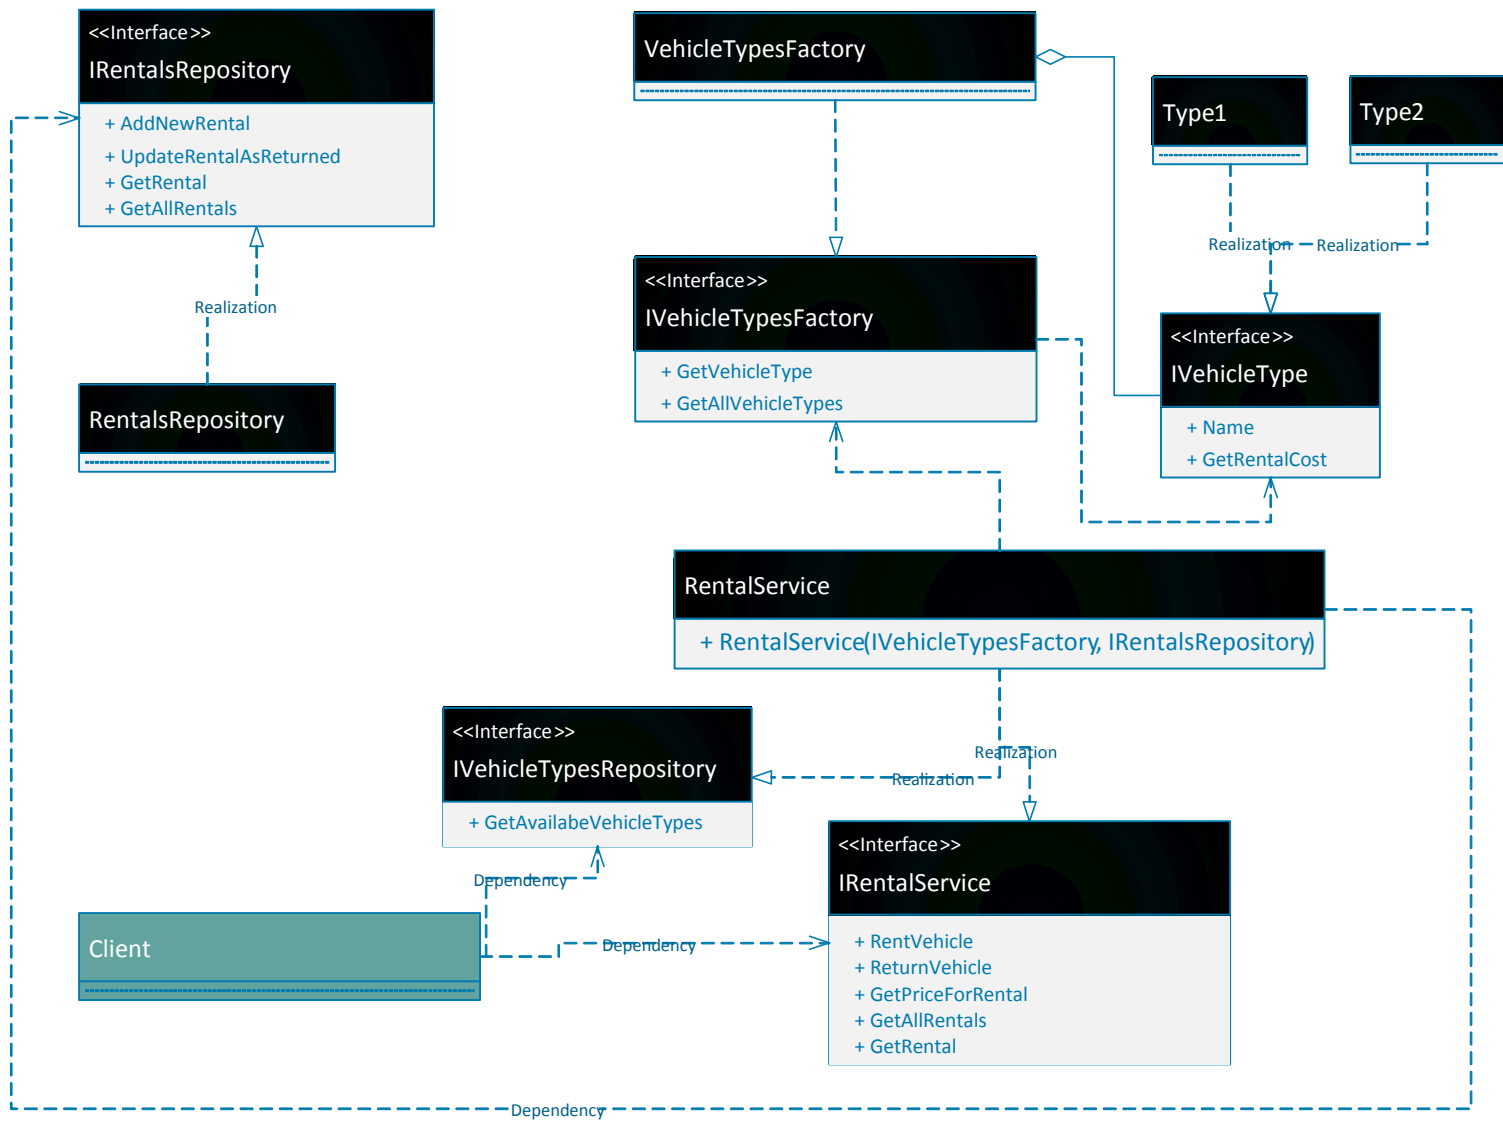 <<Interface>>
IRentalsRepository
+ AddNewRental
+ UpdateRentalAsReturned
+ GetRental
+ GetAllRentals
Realization
RentalsRepository
VehicleTypesFactory
<<Interface>>
IVehicleTypesFactory
+ GetVehicleType
+ GetAllVehicleTypes
Type1
Type2
Realization
Realization
<<Interface>>
IVehicleType
+ Name
+ GetRentalCost
RentalService
+ RentalService(IVehicleTypesFactory, IRentalsRepository)
Realization
Realization
<<Interface>>
IVehicleTypesRepository
+ GetAvailabeVehicleTypes
Dependency
Client
Dependency
<<Interface>>
IRentalService
+ RentVehicle
+ ReturnVehicle
+ GetPriceForRental
+ GetAllRentals
+ GetRental
Dependency